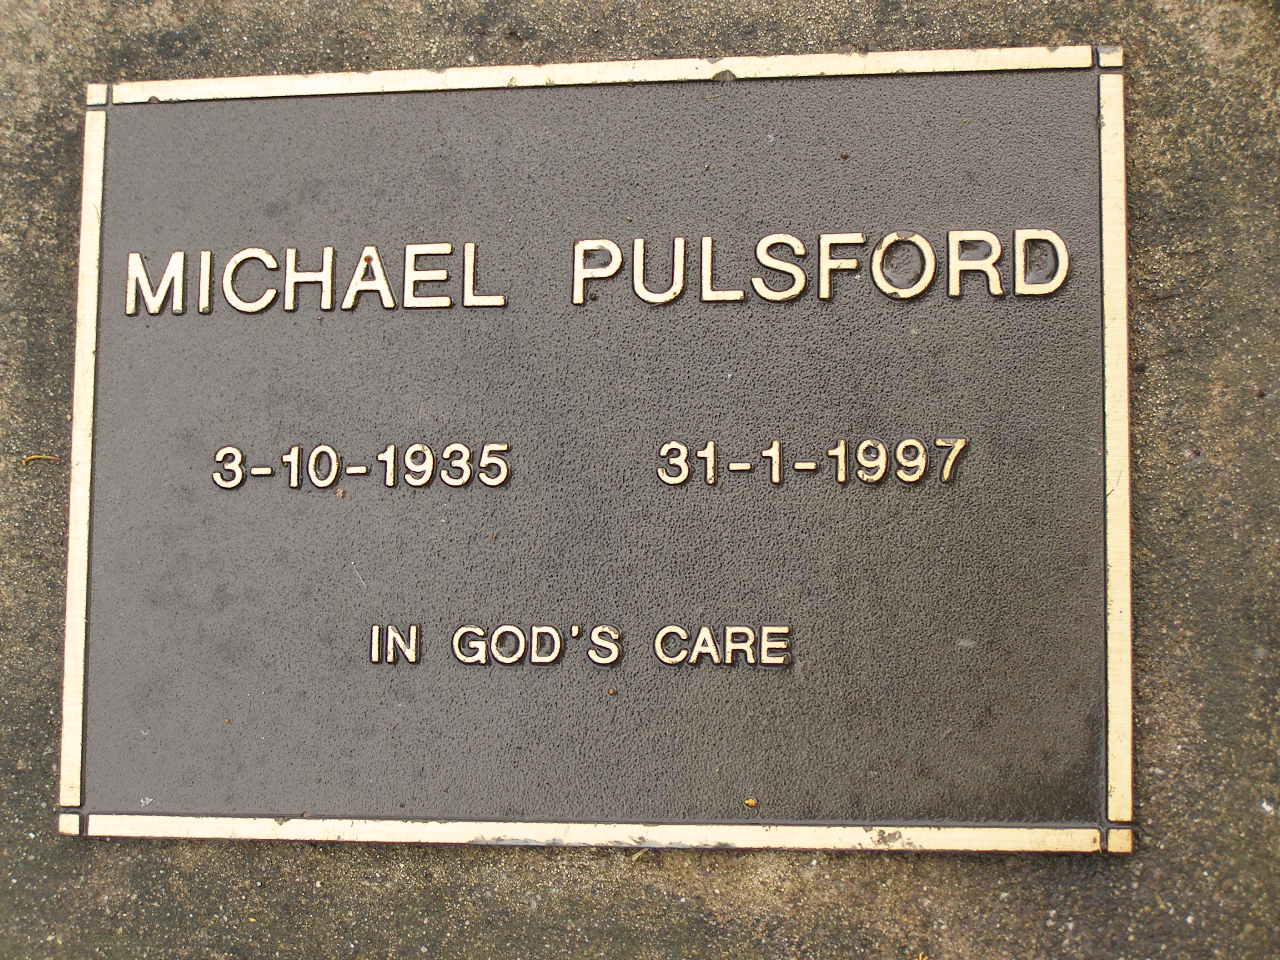 MICHAEL PULSFORD
3-10-1935 31-1-1997
IN GOD'S CARE